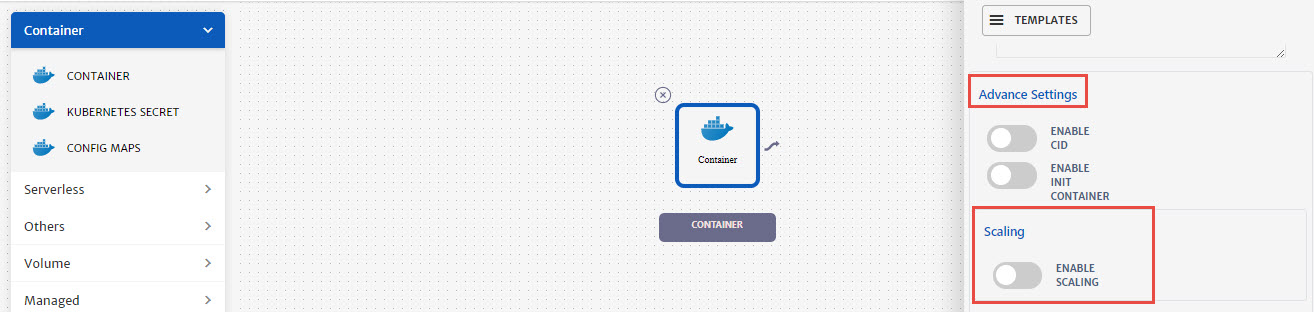 Container
CONTAINER
KUBERNETES SECRET
CONFIG MAPS
Serverless
Others
Volume
Managed
Container
CONTAINER
TEMPLATES
Advance Settings
ENABLE
CID
ENABLE
INIT
CONTAINER
Scaling
ENABLE
SCALING